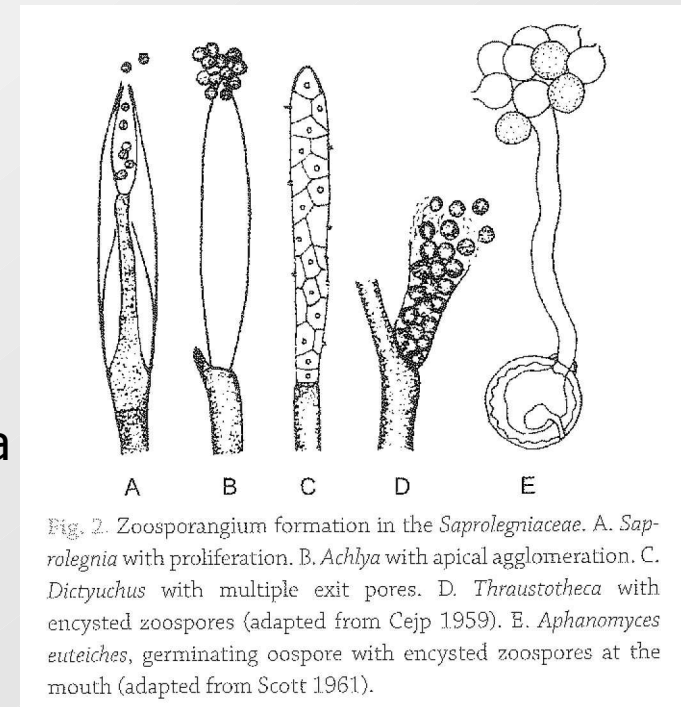 a
A B C D E
Fig. 2. Zoosporangium formation in the Saprolegniaceae. A. Sap-
rolegnia with proliferation. B. Achlya with apical agglomeration. C.
Dictyuchus with multiple exit pores. D. Thraustotheca with
encysted zoospores (adapted from Cejp 1959). E. Aphanomyces
euteiches, germinating oospore with encysted zoospores at the
mouth (adapted from Scott 1961).